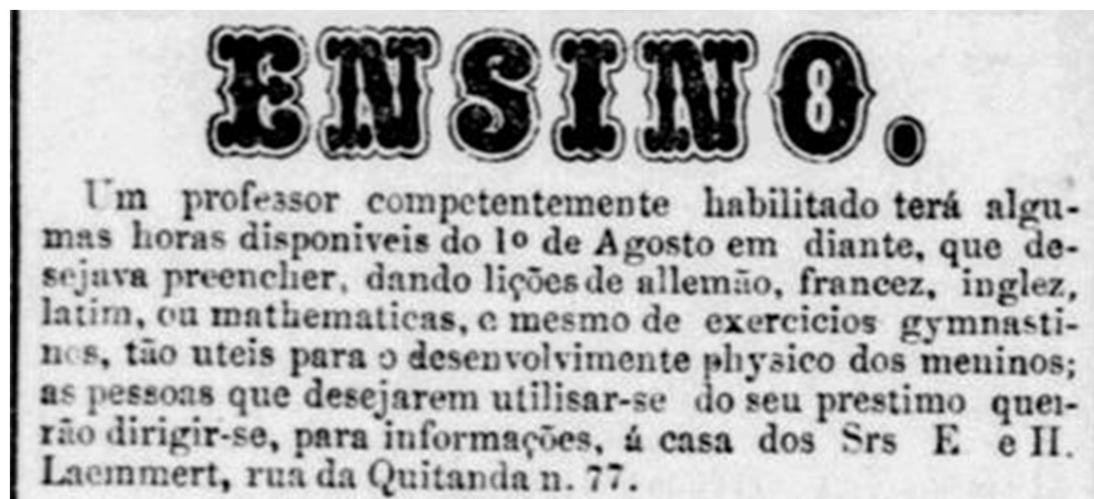 ENSINO.
Um professor competentemente habilitado terá algu-
mas horas disponiveis do 1º de Agosto em diante, que de-
sejava preencher, dando lições de allemão, francez, inglez,
latim, ou mathematicas, e mesmo de exercicios gymnasti-
nos, tão uteis para o desenvolvimente physico dos meninos;
as pessoas que desejarem utilisar-se do seu prestimo quei-
rão dirigir-se, para informações, á casa dos Srs E e H.
Laemmert, rua da Quitanda n. 77.